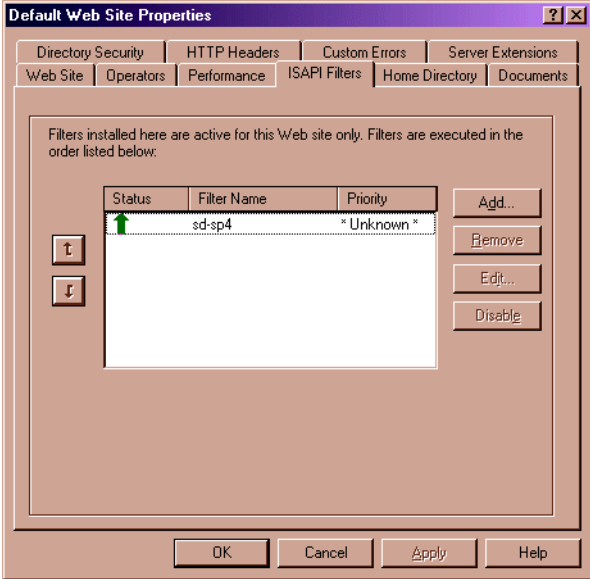 Default Web Site Properties
Directory Security HTTP Headers Custom Errors Server Extensions
Web Site Operators Performance ISAPI Filters Home Directory Documents
Filters installed here are active for this Web site only. Filters are executed in the
order listed below:
Status Filter Name Priority
sd-sp4 * Unknown *
Add...
Remove
Edit...
Disable
OK Cancel Apply Help